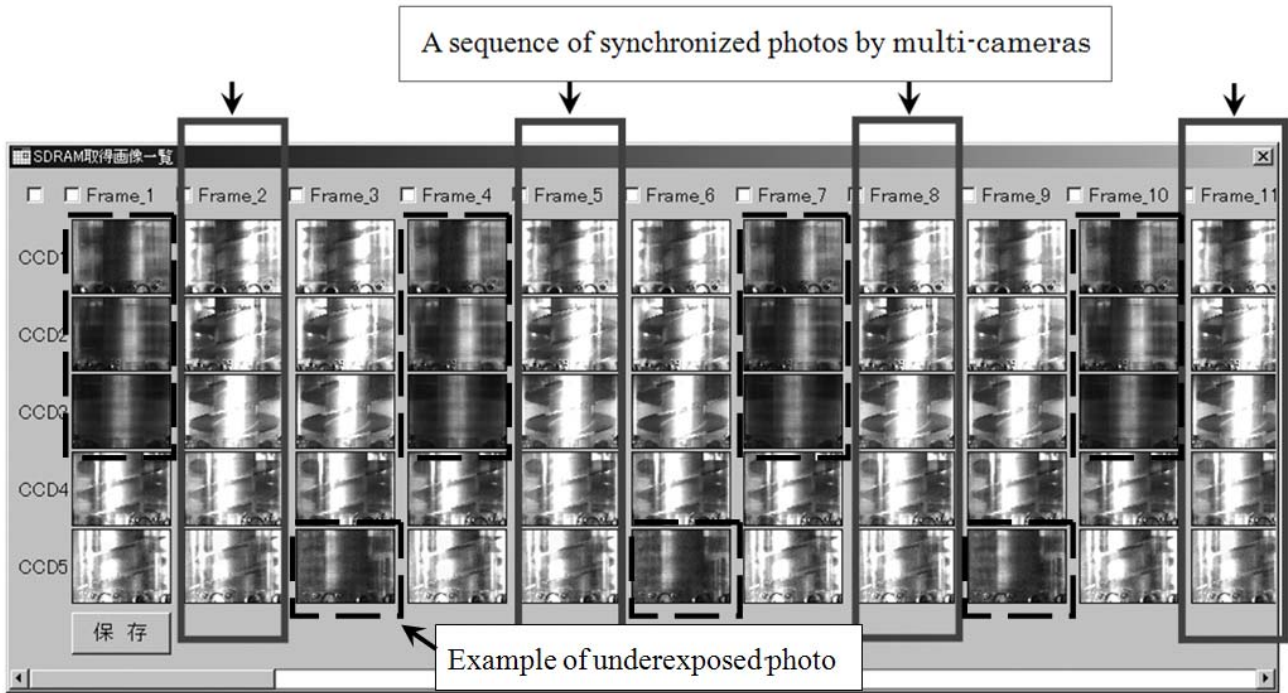 A sequence of synchronized photos by multi-cameras
SDRAM取得画像一覧
Frame_1 Frame_2 Frame_3 Frame_4 Frame_5 Frame_6 Frame_7 Frame_8 Frame_9 Frame_10 Frame_11
CCD1
CCD2
CCD3
CCD4
CCD5
保存
Example of underexposed photo